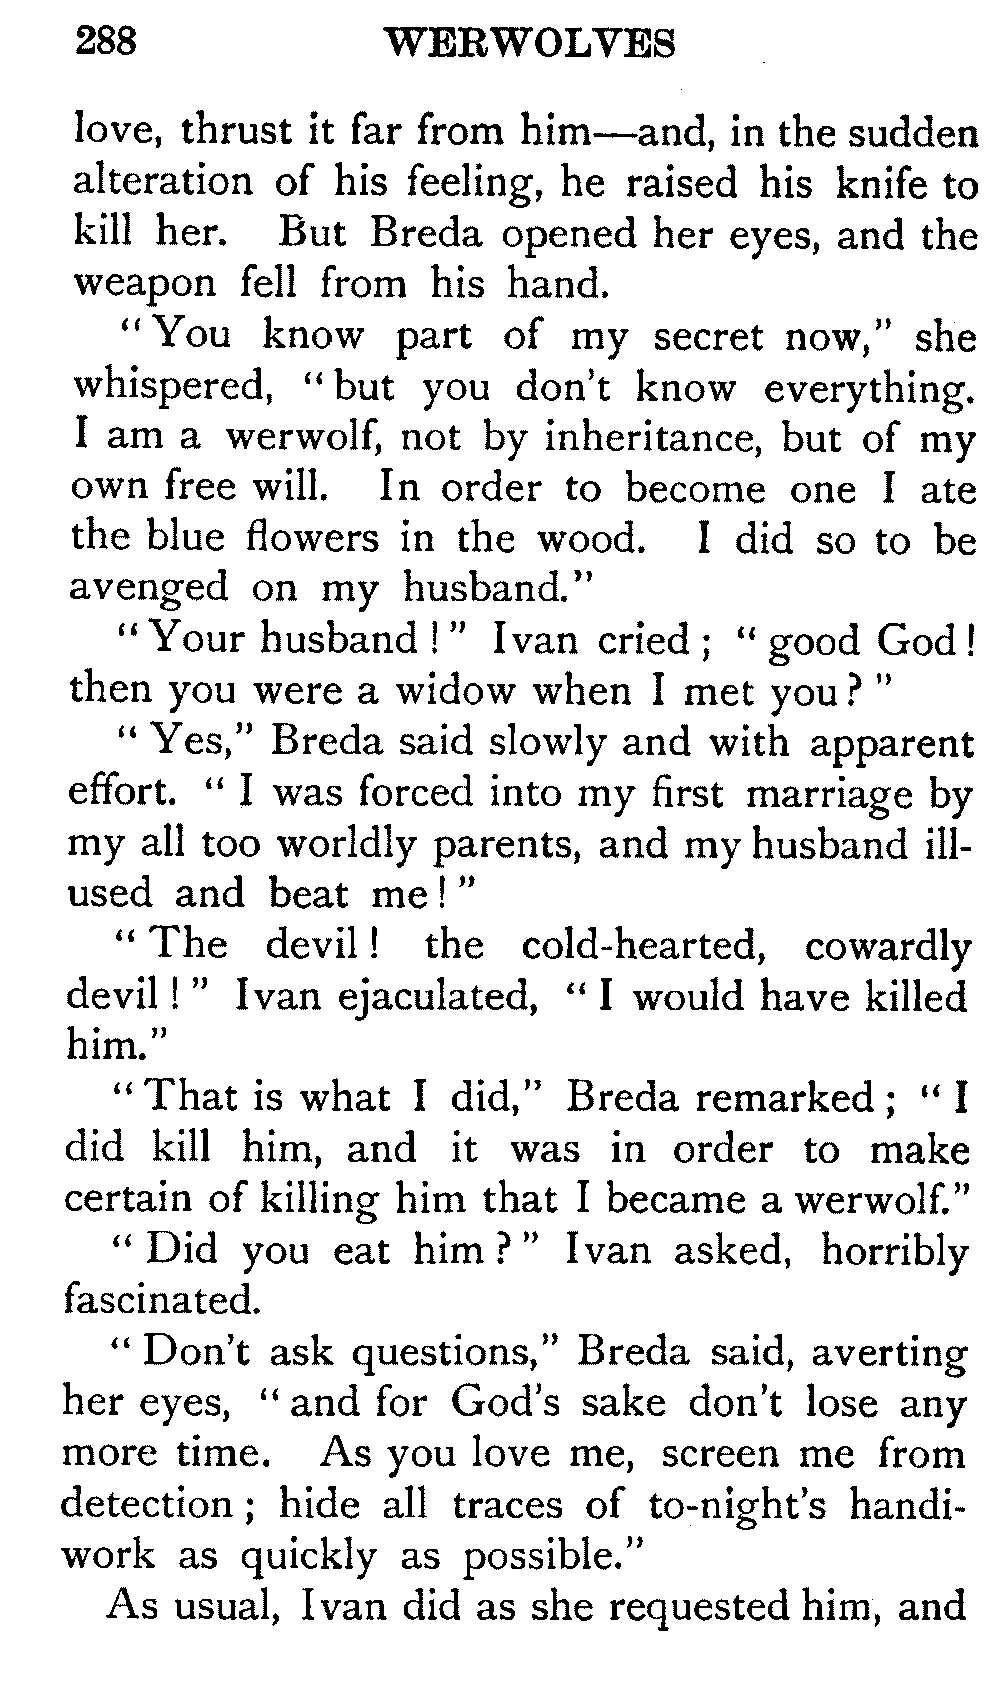 288 WERWOLVES
love, thrust it far from him—and, in the sudden
alteration of his feeling, he raised his knife to
kill her. But Breda opened her eyes, and the
weapon fell from his hand.
“You know part of my secret now,” she
whispered, “but you don't know everything.
I am a werwolf, not by inheritance, but of my
own free will. In order to become one I ate
the blue flowers in the wood. I did so to be
avenged on my husband.”
“Your husband!” Ivan cried; “good God!
then you were a widow when I met you?”
“Yes,” Breda said slowly and with apparent
effort. “I was forced into my first marriage by
my all too worldly parents, and my husband ill-
used and beat me!”
“The devil! the cold-hearted, cowardly
devil!” Ivan ejaculated, “I would have killed
him.”
“That is what I did,” Breda remarked; “I
did kill him, and it was in order to make
certain of killing him that I became a werwolf.”
“Did you eat him?” Ivan asked, horribly
fascinated.
“Don't ask questions,” Breda said, averting
her eyes, “and for God's sake don't lose any
more time. As you love me, screen me from
detection; hide all traces of to-night's handi-
work as quickly as possible.”
As usual, Ivan did as she requested him, and